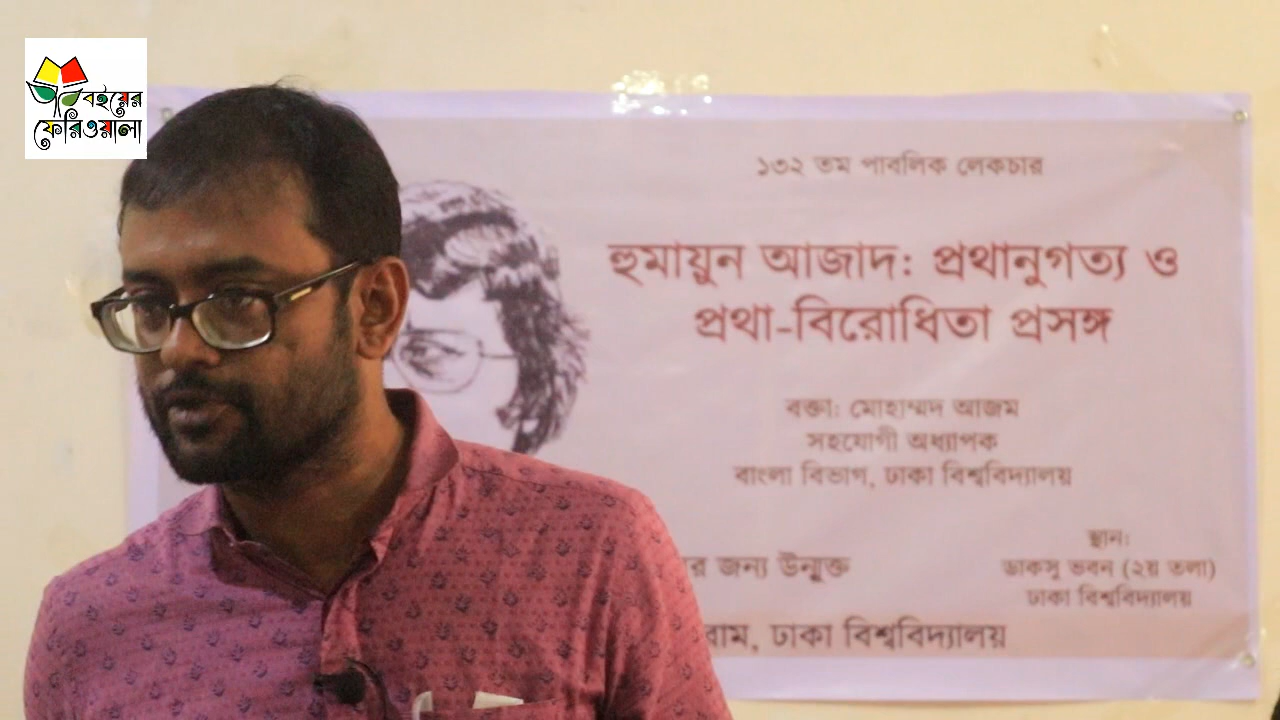 বইয়ের
ফেরিওয়ালা
১৩২ তম পাবলিক লেকচার
হুমায়ুন আজাদ: প্রথানুগত্য ও
প্রথা-বিরোধিতা প্রসঙ্গ
বক্তা: মোহাম্মদ আজম
সহযোগী অধ্যাপক
বাংলা বিভাগ, ঢাকা বিশ্ববিদ্যালয়
র জন্য উন্মুক্ত
স্থান:
ডাকসু ভবন (২য় তলা)
ঢাকা বিশ্ববিদ্যালয়
রাম, ঢাকা বিশ্ববিদ্যালয়